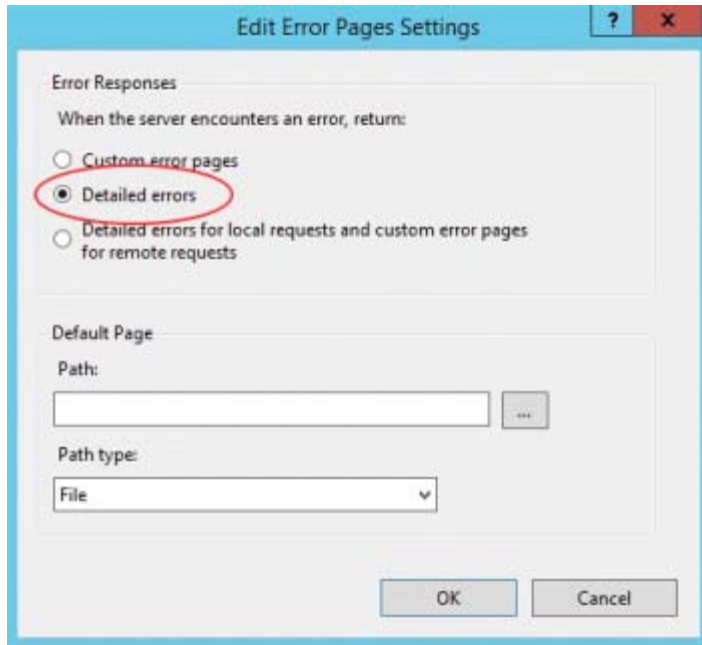 Edit Error Pages Settings
?
x
Error Responses
When the server encounters an error, return:
Custom error pages
Detailed errors
Detailed errors for local requests and custom error pages
for remote requests
Default Page
Path:
...
Path type:
File
OK
Cancel